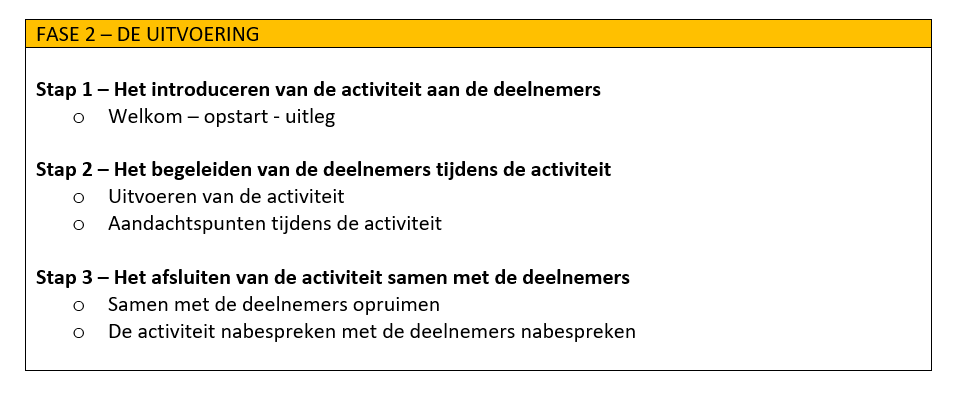 FASE 2 – DE UITVOERING
Stap 1 – Het introduceren van de activiteit aan de deelnemers
o Welkom – opstart - uitleg
Stap 2 – Het begeleiden van de deelnemers tijdens de activiteit
o Uitvoeren van de activiteit
o Aandachtspunten tijdens de activiteit
Stap 3 – Het afsluiten van de activiteit samen met de deelnemers
o Samen met de deelnemers opruimen
o De activiteit nabespreken met de deelnemers nabespreken